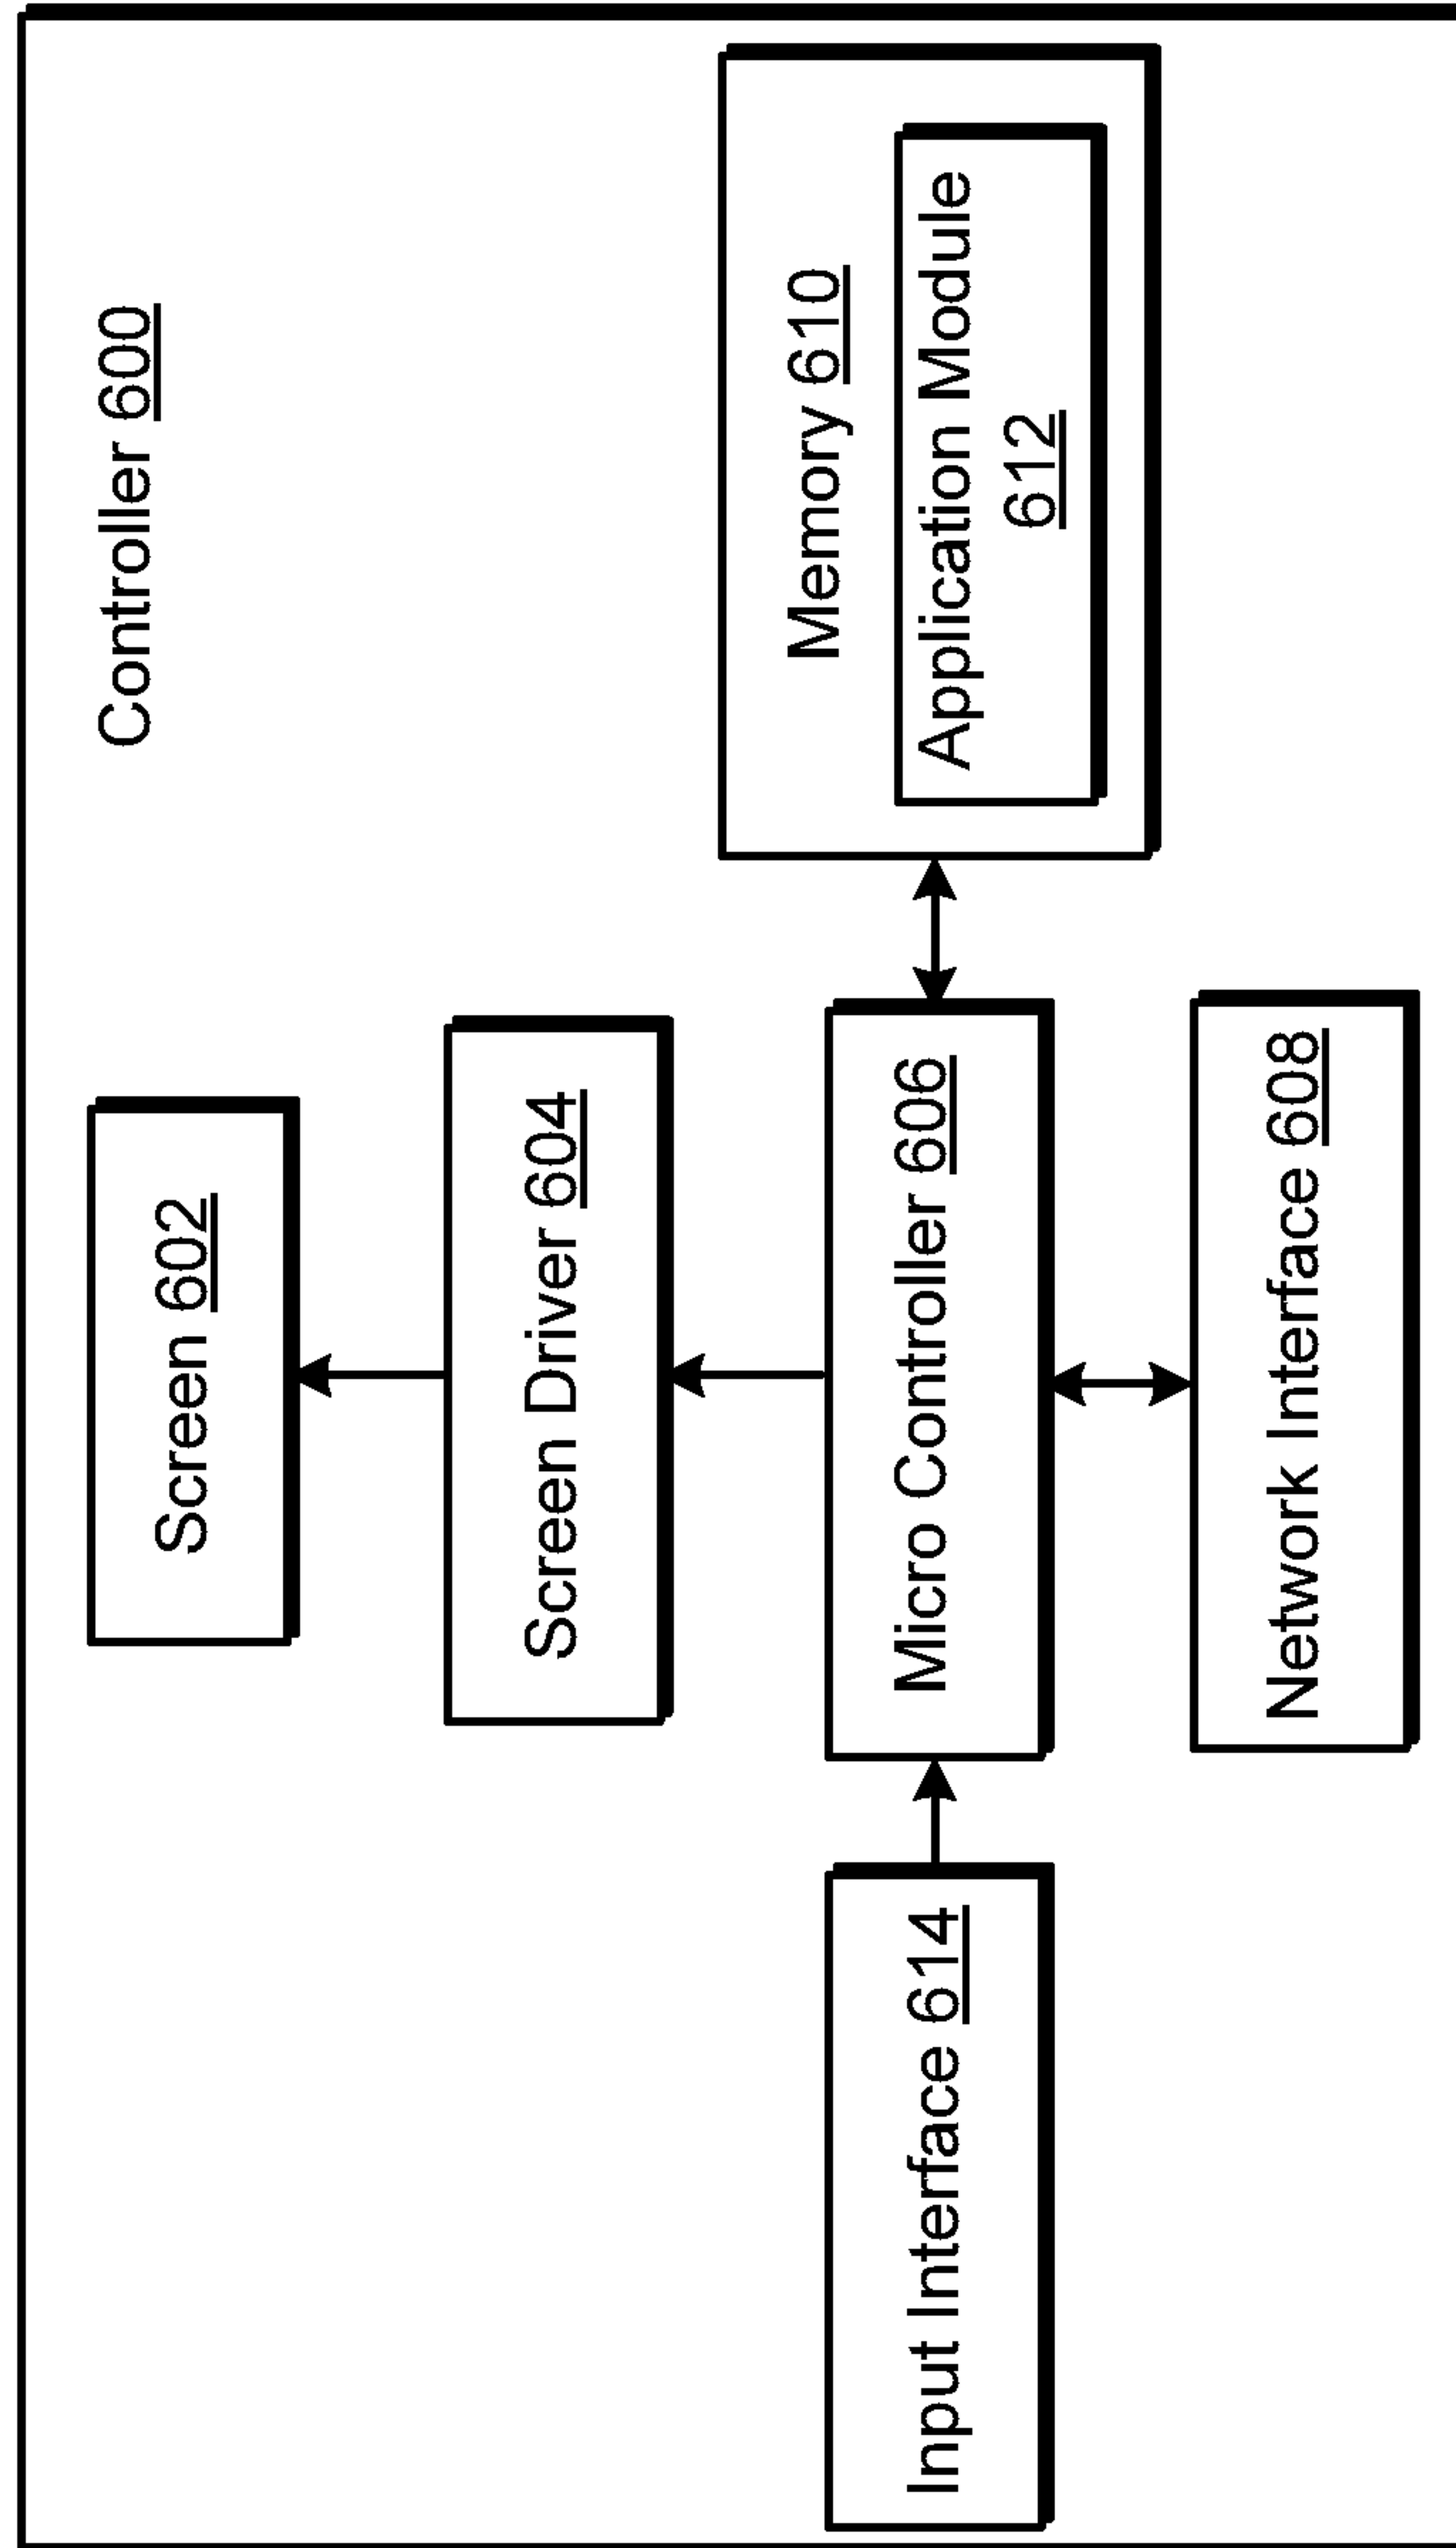 Controller 600
Screen 602
Screen Driver 604
Memory 610
Application Module
612
Input Interface 614
Micro Controller 606
Network Interface 608